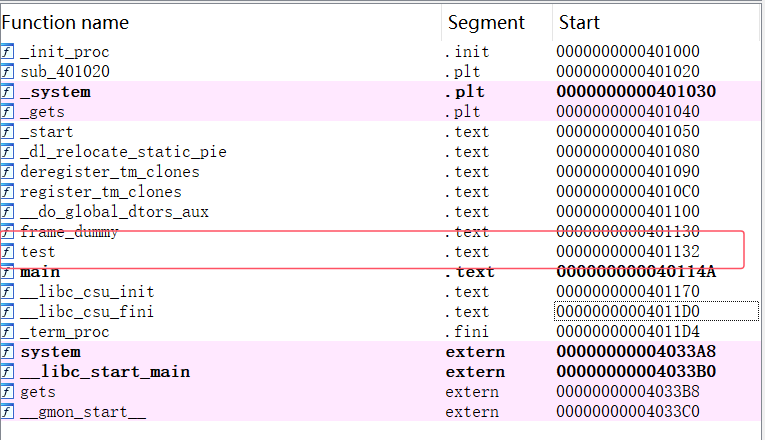 Function name Segment Start
f _init_proc .init 0000000000401000
f sub_401020 .plt 0000000000401020
f _system .plt 0000000000401030
f _gets .plt 0000000000401040
f _start .text 0000000000401050
f _dl_relocate_static_pie .text 0000000000401080
f deregister_tm_clones .text 0000000000401090
f register_tm_clones .text 00000000004010C0
f __do_global_dtors_aux .text 0000000000401100
f frame_dummy .text 0000000000401130
f test .text 0000000000401132
f main .text 000000000040114A
f __libc_csu_init .text 0000000000401170
f __libc_csu_fini .text 00000000004011D0
f _term_proc .fini 00000000004011D4
f system extern 00000000004033A8
f __libc_start_main extern 00000000004033B0
f gets extern 00000000004033B8
f __gmon_start__ extern 00000000004033C0